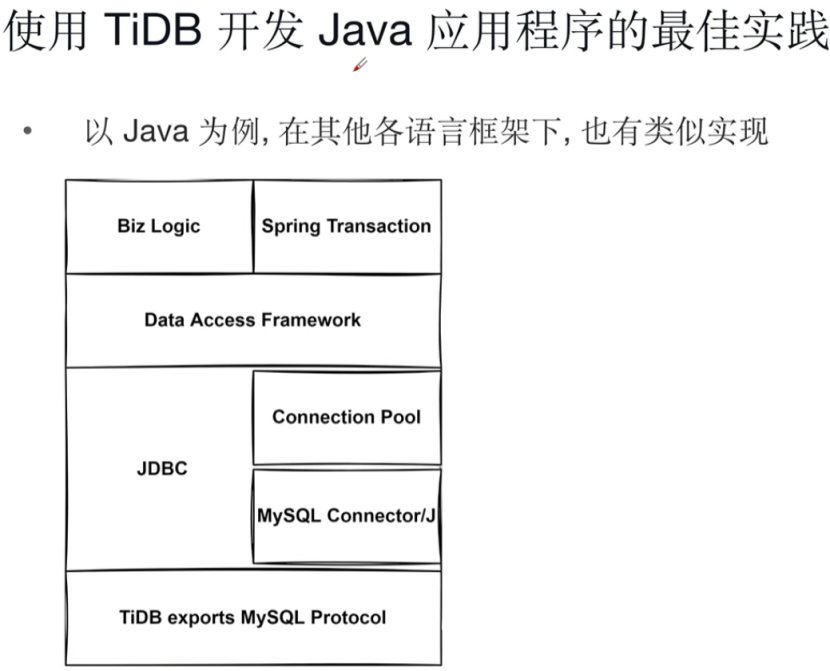 使用 TiDB 开发 Java 应用程序的最佳实践
• 以 Java 为例, 在其他各语言框架下, 也有类似实现
Biz Logic
Spring Transaction
Data Access Framework
JDBC
Connection Pool
MySQL Connector/J
TiDB exports MySQL Protocol